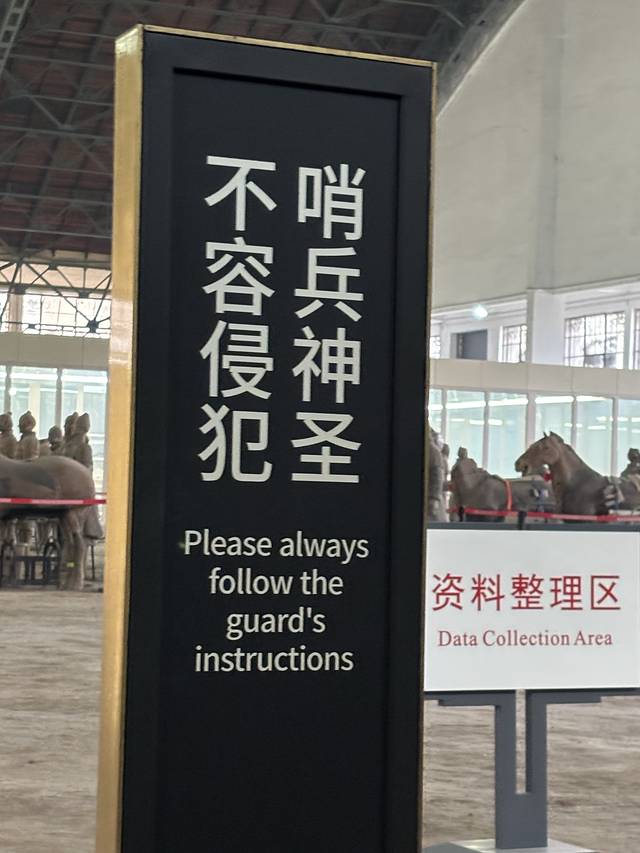 哨兵神圣
不容侵犯
Please always
follow the
guard's
instructions
资料整理区
Data Collection Area